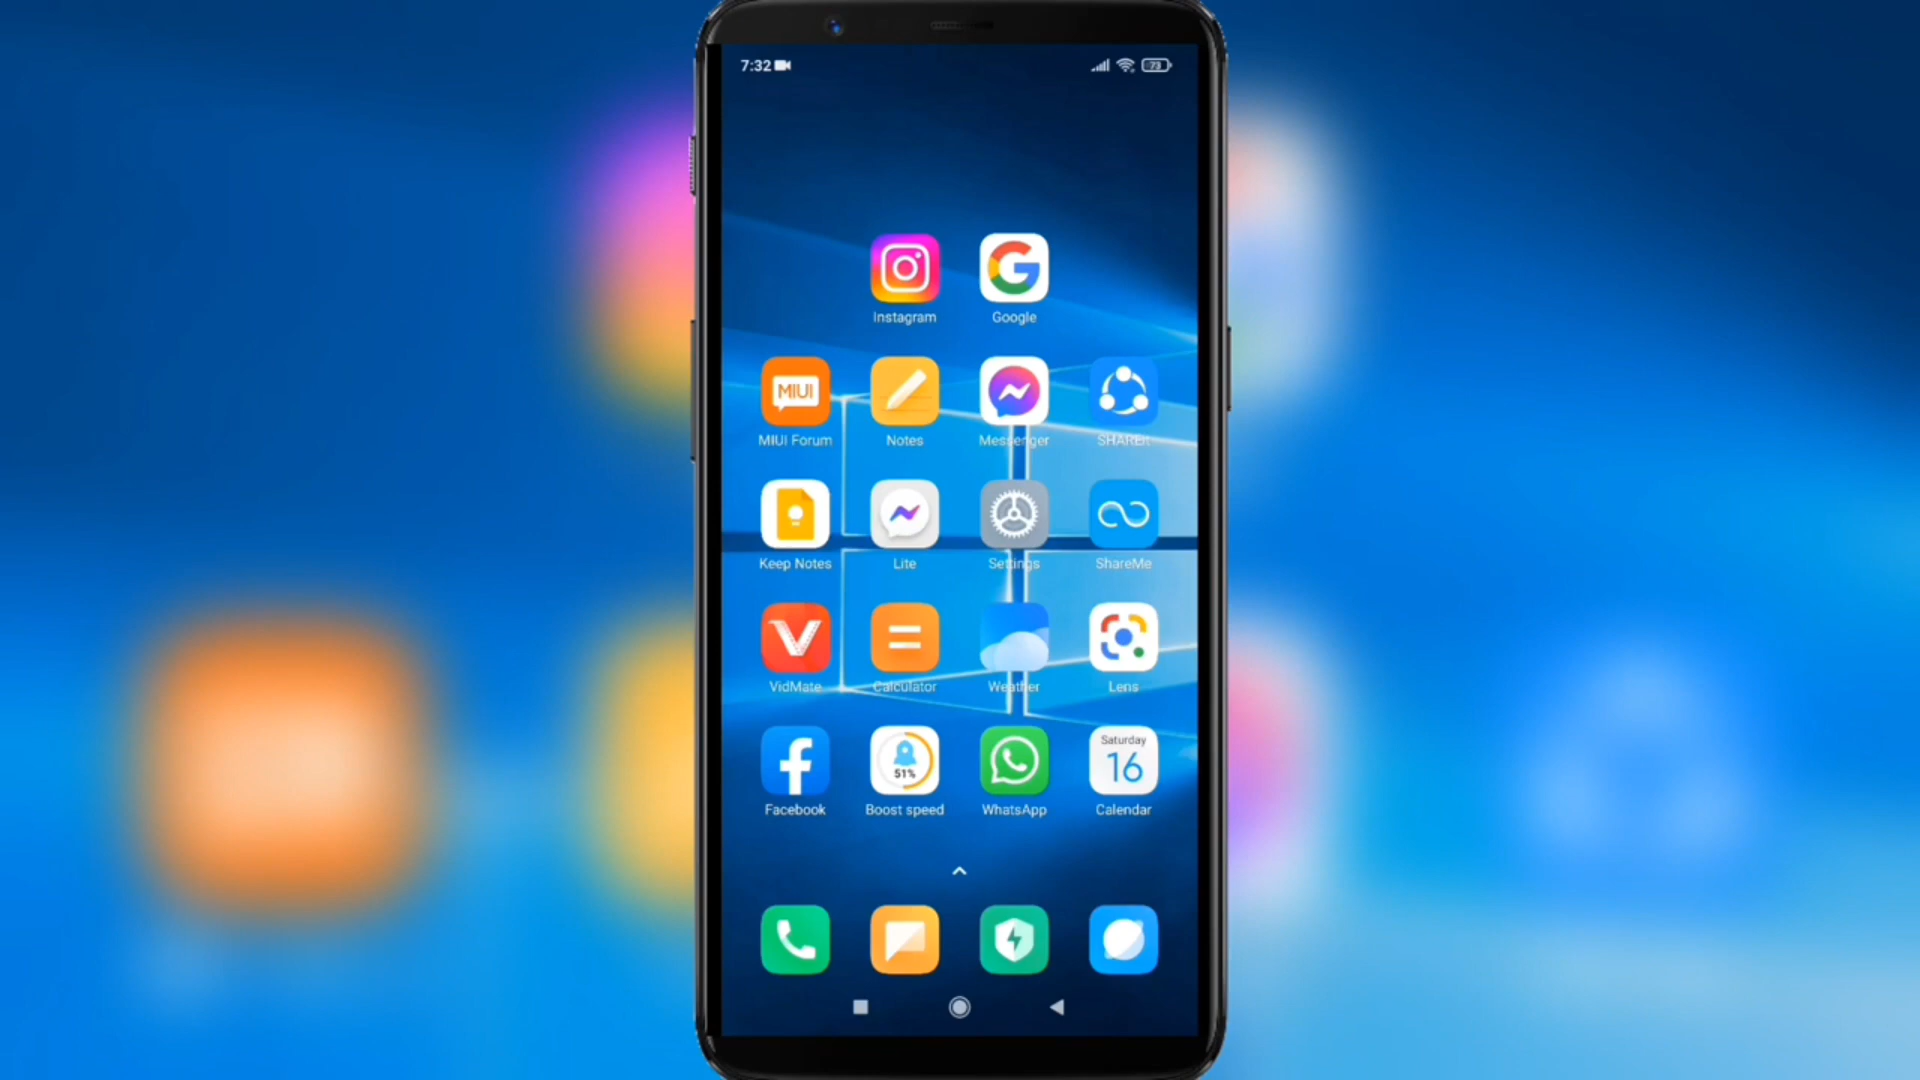 7:32
73
Instagram Google
MIUI
MIUI Forum Notes Messenger SHAREit
Keep Notes Lite Settings ShareMe
VidMate Calculator Weather Lens
Saturday
16
51%
Facebook Boost speed WhatsApp Calendar